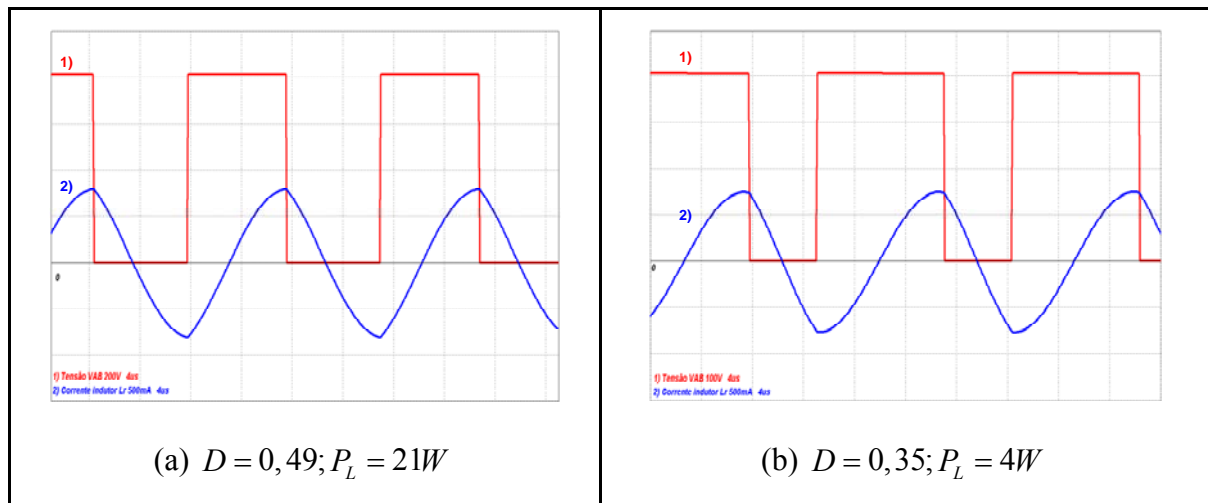 1)
2)
0
1) Tensão VAB 200V 4us
2) Corrente indutor Lr 500mA 4us
(a) D = 0,49; P_L = 21W
1)
2)
0
1) Tensão VAB 100V 4us
2) Corrente indutor Lr 500mA 4us
(b) D = 0,35; P_L = 4W